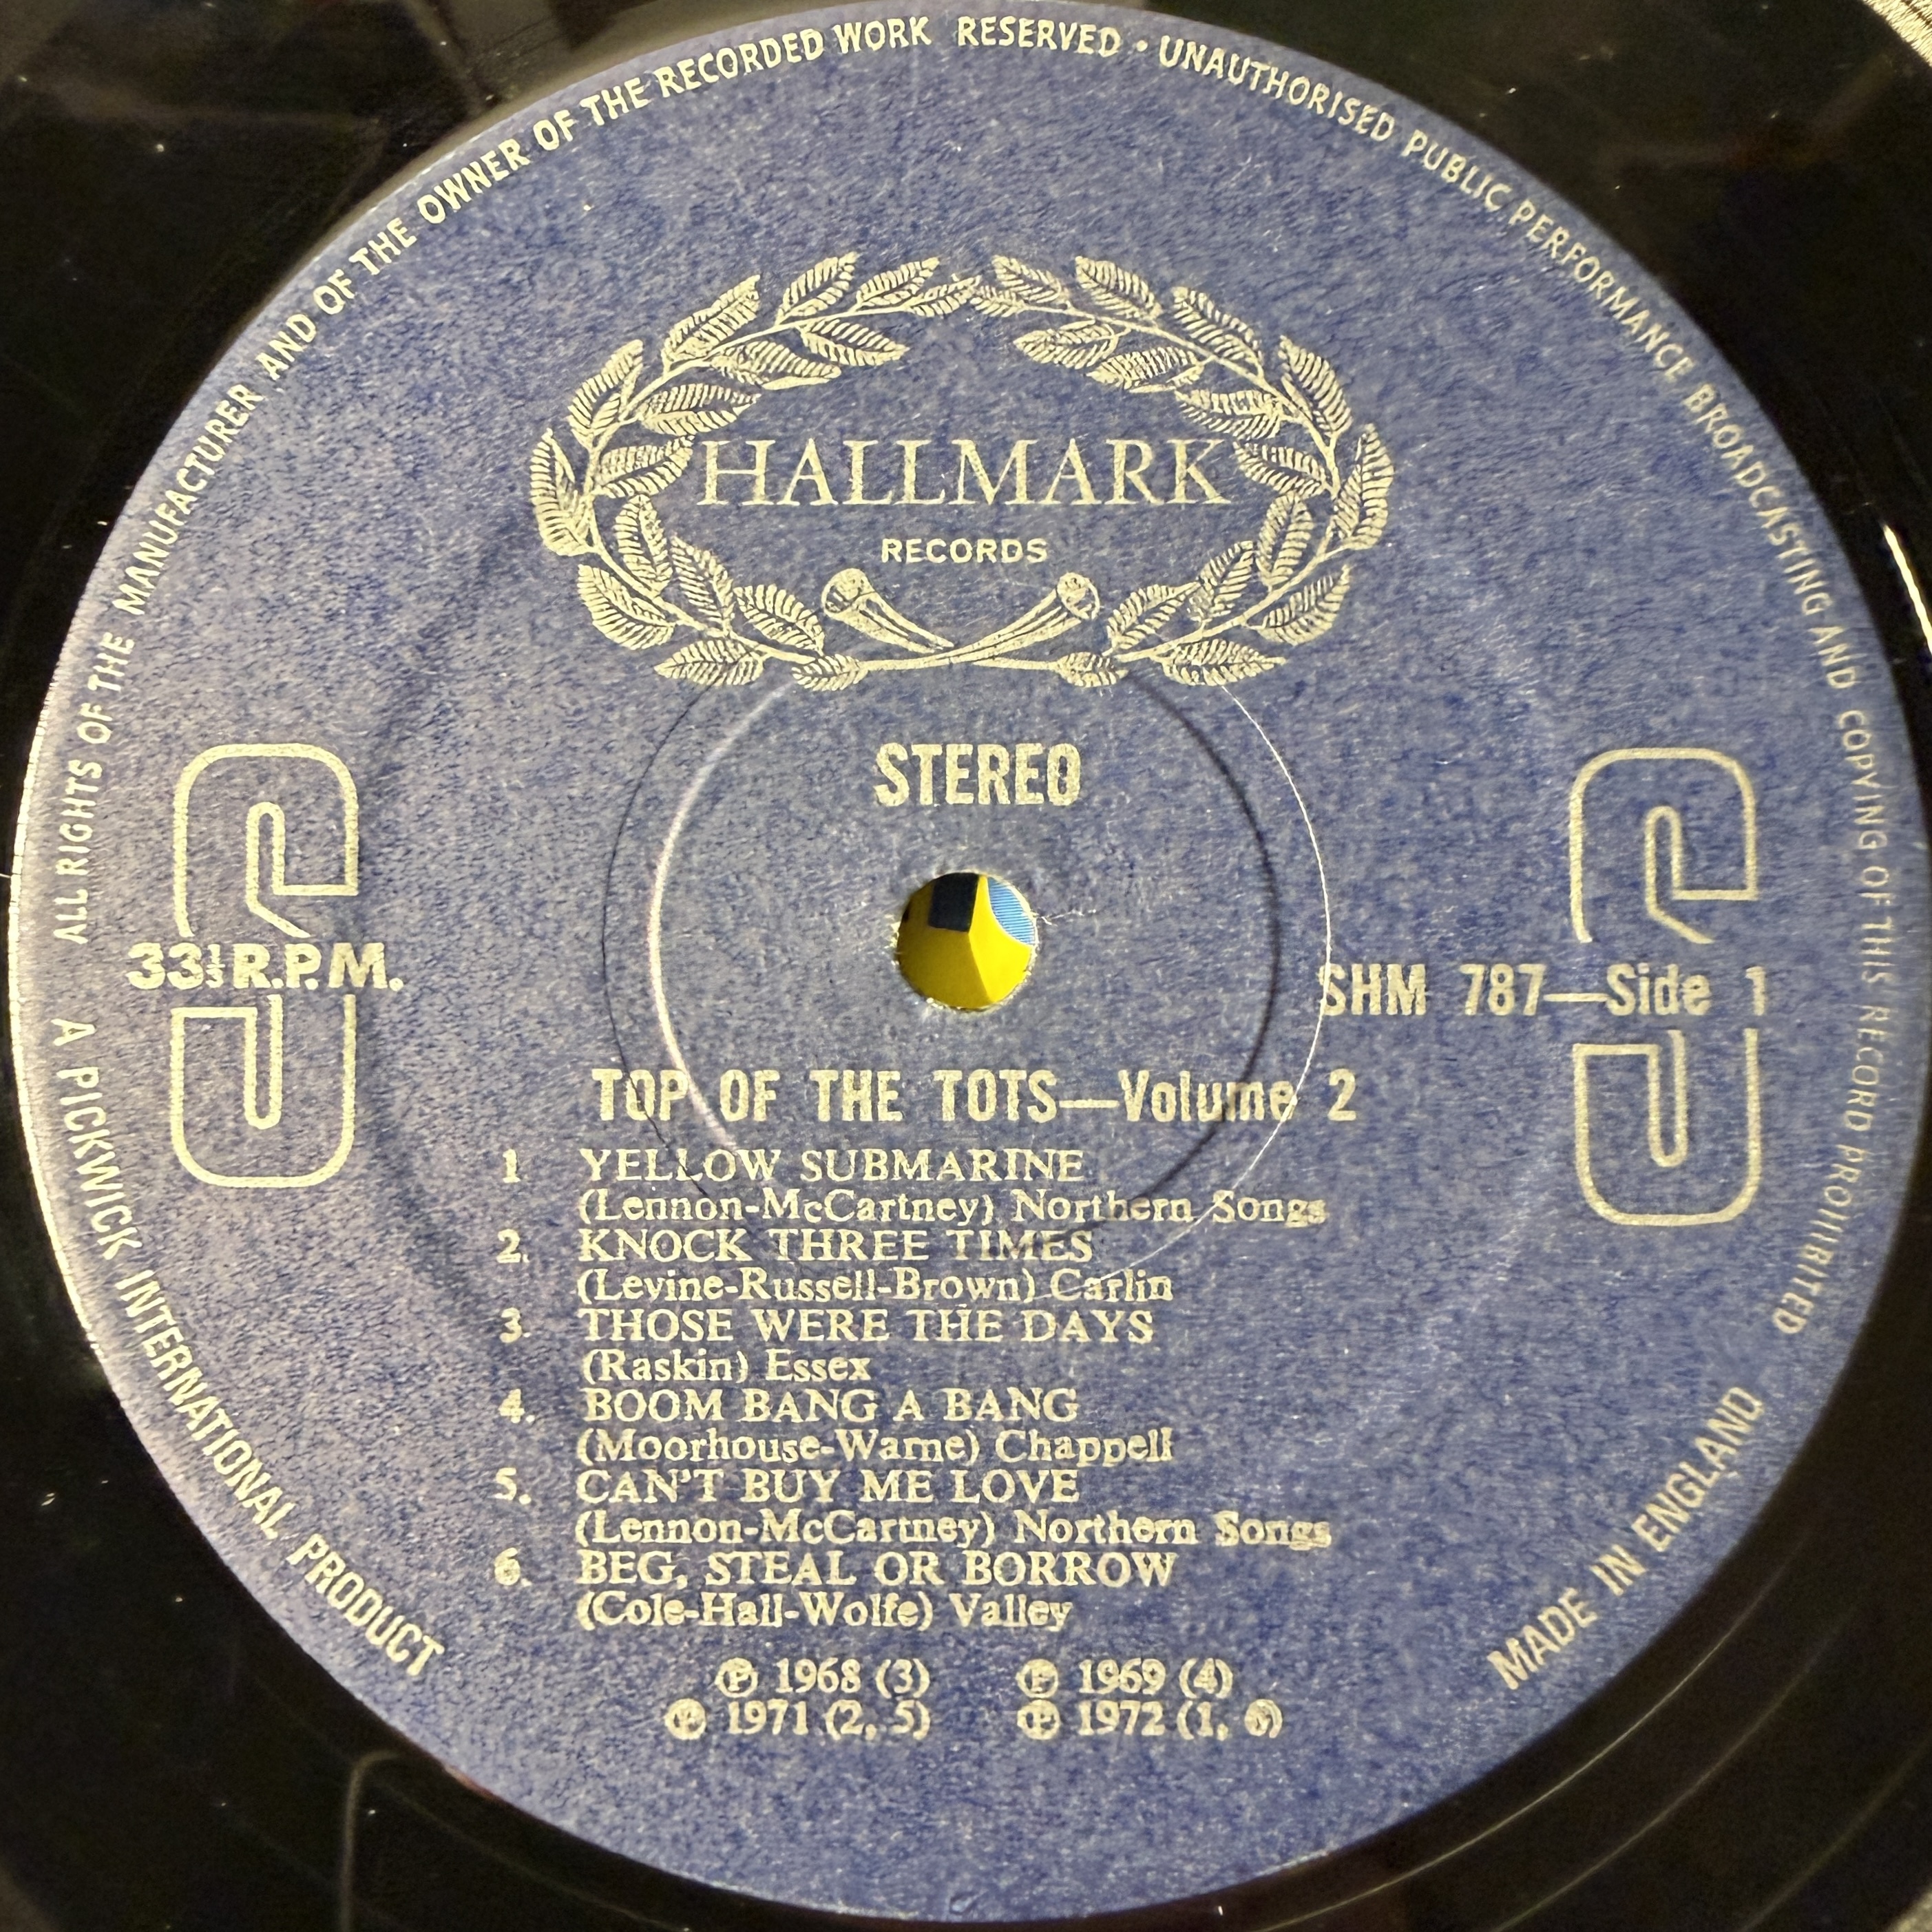 ALL RIGHTS OF THE MANUFACTURER AND OF THE OWNER OF THE RECORDED WORK RESERVED • UNAUTHORISED PUBLIC PERFORMANCE BROADCASTING AND COPYING OF THIS RECORD PROHIBITED
HALLMARK
RECORDS
STEREO
S
33⅓ R.P.M.
S
SHM 787—Side 1
TOP OF THE TOTS—Volume 2
1 YELLOW SUBMARINE
(Lennon-McCartney) Northern Songs
2. KNOCK THREE TIMES
(Levine-Russell-Brown) Carlin
3. THOSE WERE THE DAYS
(Raskin) Essex
4. BOOM BANG A BANG
(Moorhouse-Warne) Chappell
5. CAN'T BUY ME LOVE
(Lennon-McCartney) Northern Songs
6. BEG, STEAL OR BORROW
(Cole-Hall-Wolfe) Valley
℗ 1968 (3) ℗ 1969 (4)
℗ 1971 (2, 5) ℗ 1972 (1, 6)
A PICKWICK INTERNATIONAL PRODUCT
MADE IN ENGLAND